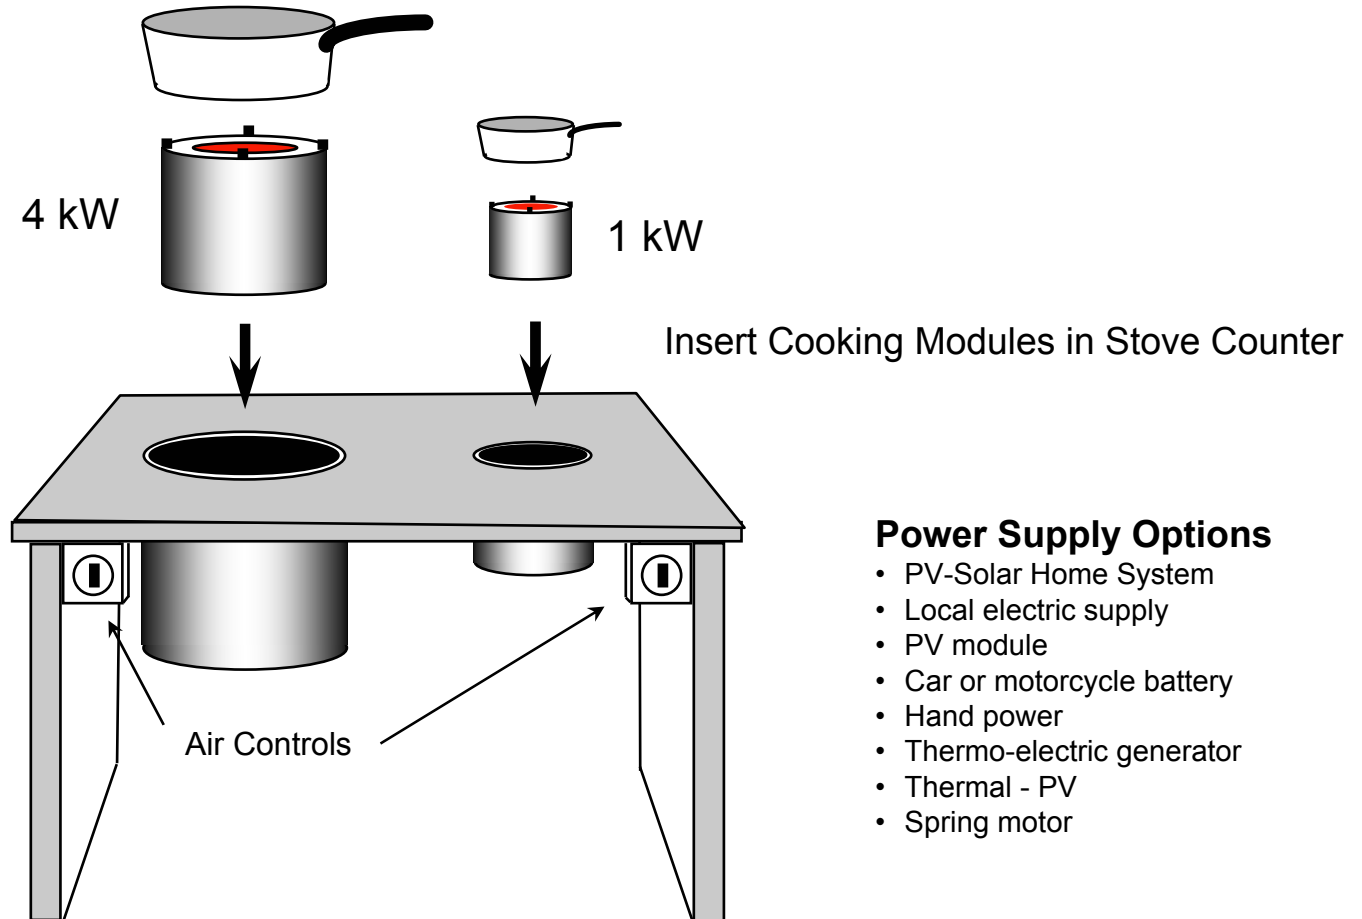 4 kW
1 kW
Insert Cooking Modules in Stove Counter
Power Supply Options
• PV-Solar Home System
• Local electric supply
• PV module
• Car or motorcycle battery
• Hand power
• Thermo-electric generator
• Thermal - PV
• Spring motor
Air Controls